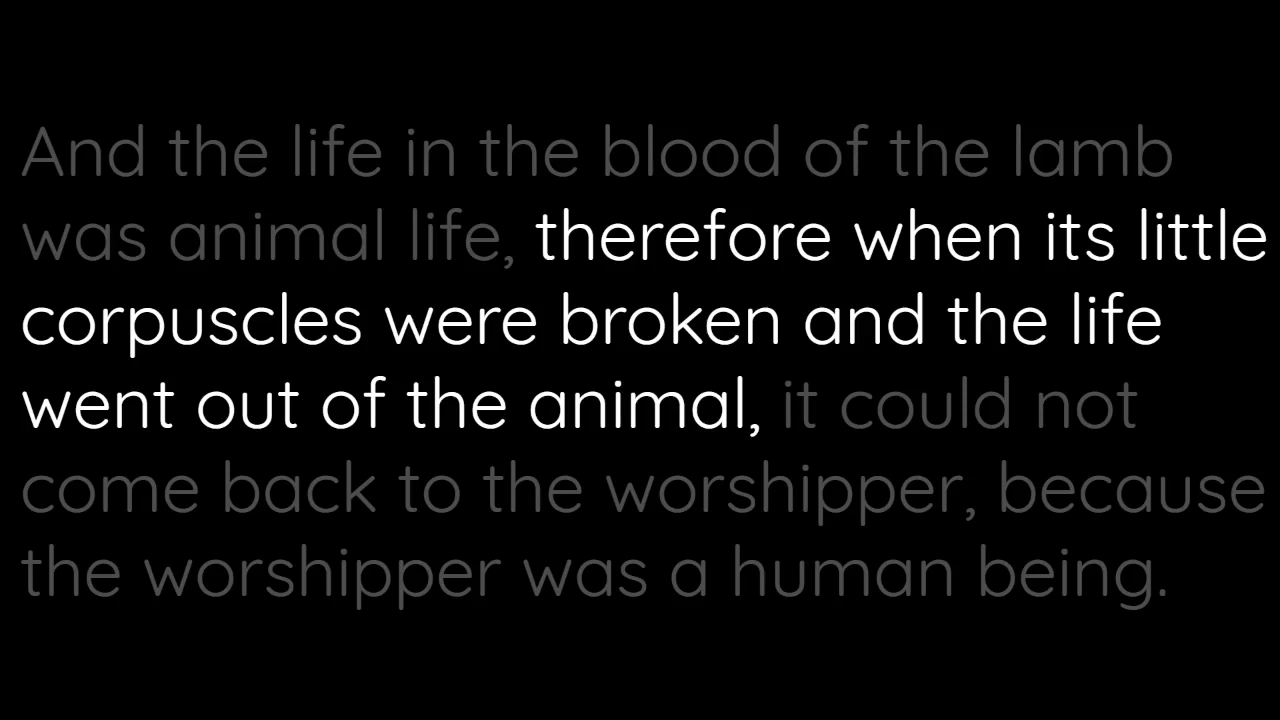 And the life in the blood of the lamb
was animal life, therefore when its little
corpuscles were broken and the life
went out of the animal, it could not
come back to the worshipper, because
the worshipper was a human being.